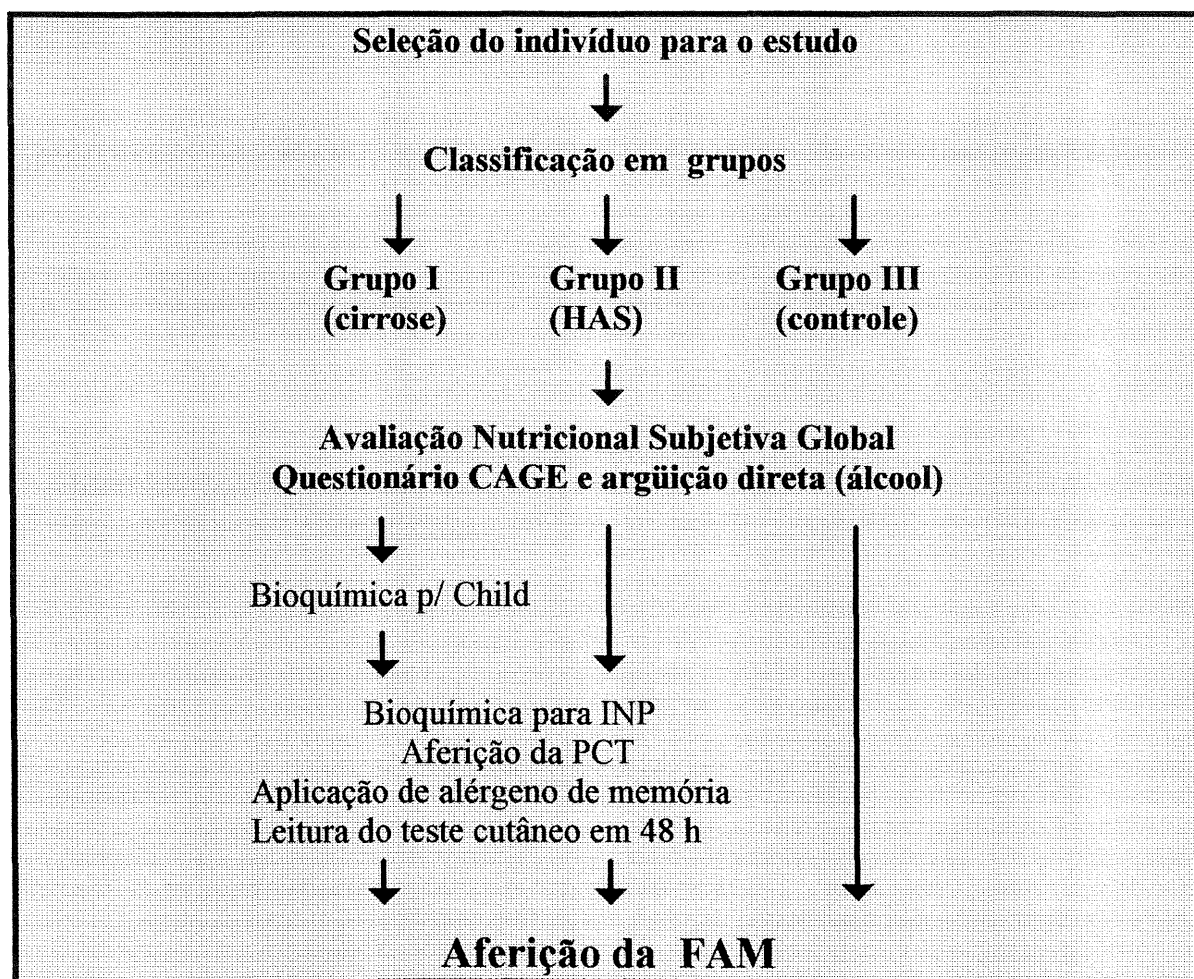 Seleção do indivíduo para o estudo
Classificação em grupos
Grupo I Grupo II Grupo III
(cirrose) (HAS) (controle)
Avaliação Nutricional Subjetiva Global
Questionário CAGE e argüição direta (álcool)
Bioquímica p/ Child
Bioquímica para INP
Aferição da PCT
Aplicação de alérgeno de memória
Leitura do teste cutâneo em 48 h
Aferição da FAM